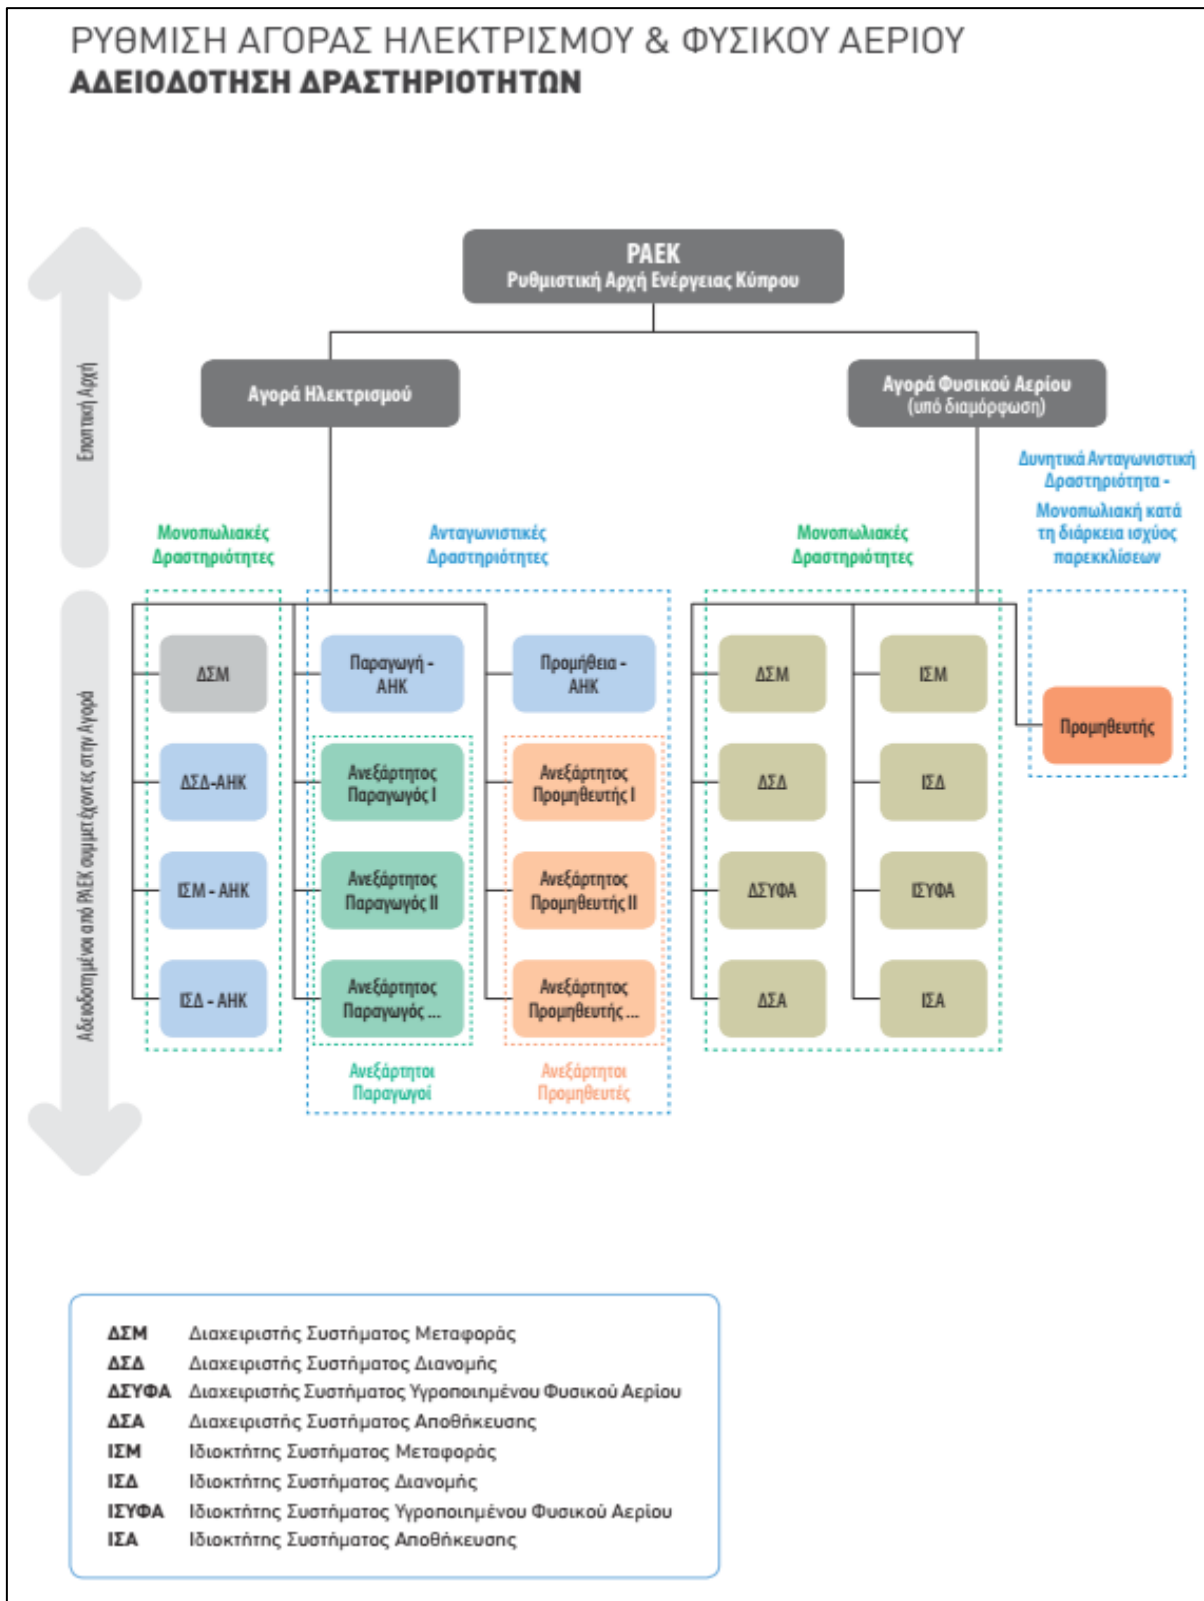 ΡΥΘΜΙΣΗ ΑΓΟΡΑΣ ΗΛΕΚΤΡΙΣΜΟΥ & ΦΥΣΙΚΟΥ ΑΕΡΙΟΥ
ΑΔΕΙΟΔΟΤΗΣΗ ΔΡΑΣΤΗΡΙΟΤΗΤΩΝ
Εποπτική Αρχή
Αδειοδοτημένοι από ΡΑΕΚ συμμετέχοντες στην Αγορά
ΡΑΕΚ
Ρυθμιστική Αρχή Ενέργειας Κύπρου
Αγορά Ηλεκτρισμού
Αγορά Φυσικού Αερίου
(υπό διαμόρφωση)
Μονοπωλιακές
Δραστηριότητες
Ανταγωνιστικές
Δραστηριότητες
Μονοπωλιακές
Δραστηριότητες
Δυνητικά Ανταγωνιστική
Δραστηριότητα -
Μονοπωλιακή κατά
τη διάρκεια ισχύος
παρεκκλίσεων
ΔΣΜ
ΔΣΔ-ΑΗΚ
ΙΣΜ - ΑΗΚ
ΙΣΔ - ΑΗΚ
Παραγωγή -
ΑΗΚ
Ανεξάρτητος
Παραγωγός Ι
Ανεξάρτητος
Παραγωγός ΙΙ
Ανεξάρτητος
Παραγωγός ...
Ανεξάρτητοι
Παραγωγοί
Προμήθεια -
ΑΗΚ
Ανεξάρτητος
Προμηθευτής Ι
Ανεξάρτητος
Προμηθευτής ΙΙ
Ανεξάρτητος
Προμηθευτής ...
Ανεξάρτητοι
Προμηθευτές
ΔΣΜ
ΔΣΔ
ΔΣΥΦΑ
ΔΣΑ
ΙΣΜ
ΙΣΔ
ΙΣΥΦΑ
ΙΣΑ
Προμηθευτής
ΔΣΜ Διαχειριστής Συστήματος Μεταφοράς
ΔΣΔ Διαχειριστής Συστήματος Διανομής
ΔΣΥΦΑ Διαχειριστής Συστήματος Υγροποιημένου Φυσικού Αερίου
ΔΣΑ Διαχειριστής Συστήματος Αποθήκευσης
ΙΣΜ Ιδιοκτήτης Συστήματος Μεταφοράς
ΙΣΔ Ιδιοκτήτης Συστήματος Διανομής
ΙΣΥΦΑ Ιδιοκτήτης Συστήματος Υγροποιημένου Φυσικού Αερίου
ΙΣΑ Ιδιοκτήτης Συστήματος Αποθήκευσης